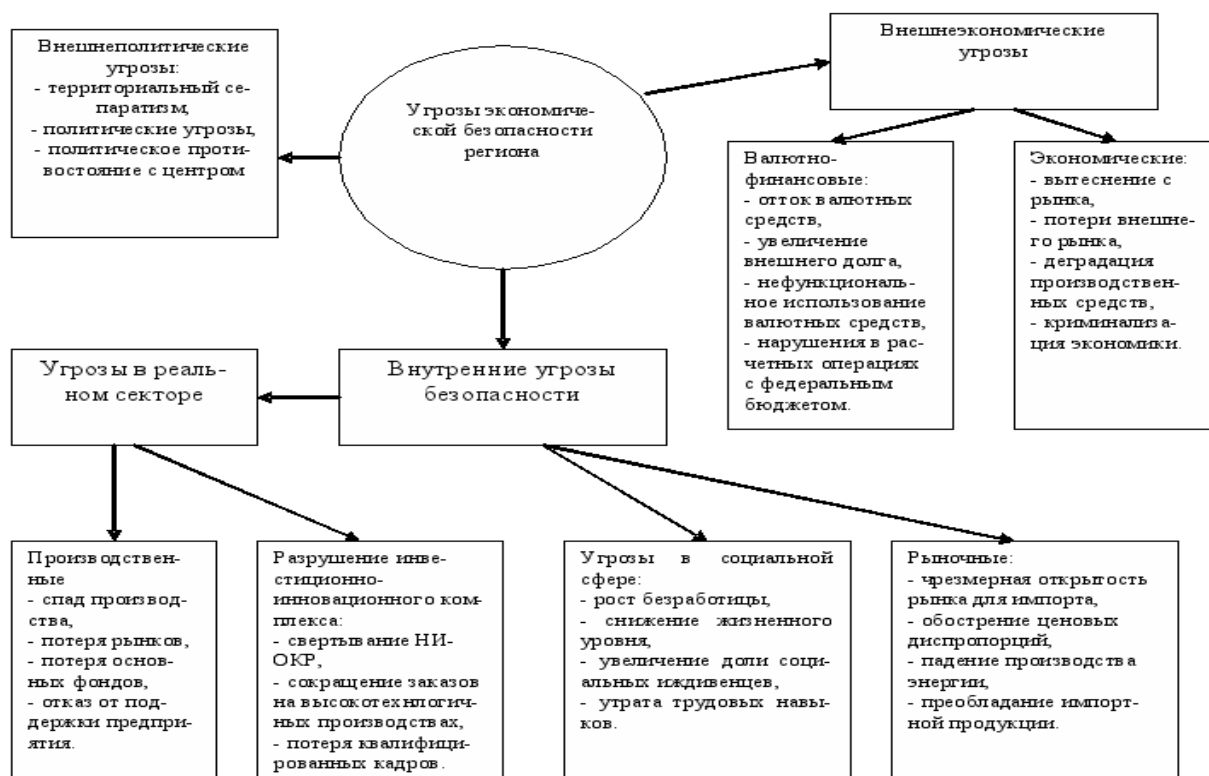 Внешнеполитические
угрозы:
- территориальный се-
паратизм,
- политические угрозы,
- политическое проти-
востояние с центром
Угрозы экономиче-
ской безопасности
региона
Внешнеэкономические
угрозы
Валютно-
финансовые:
- отток валютных
средств,
- увеличение
внешнего долга,
- нефункциональ-
ное использование
валютных средств,
- нарушения в рас-
четных операциях
с федеральным
бюджетом.
Экономические:
- вытеснение с
рынка,
- потери внешне-
го рынка,
- деградация
производствен-
ных средств,
- криминализа-
ция экономики.
Угрозы в реаль-
ном секторе
Внутренние угрозы
безопасности
Производствен-
ные
- спад производ-
ства,
- потеря рынков,
- потеря основ-
ных фондов,
- отказ от под-
держки предпри-
ятия.
Разрушение инве-
стиционно-
инновационного ком-
плекса:
- свертывание НИ-
ОКР,
- сокращение заказов
на высокотехнлогич-
ных производствах,
- потеря квалифици-
рованных кадров.
Угрозы в социальной
сфере:
- рост безработицы,
- снижение жизненного
уровня,
- увеличение доли соци-
альных иждивенцев,
- утрата трудовых навы-
ков.
Рыночные:
- чрезмерная открытость
рынка для импорта,
- обострение ценовых
диспропорций,
- падение производства
энергии,
- преобладание импорт-
ной продукции.